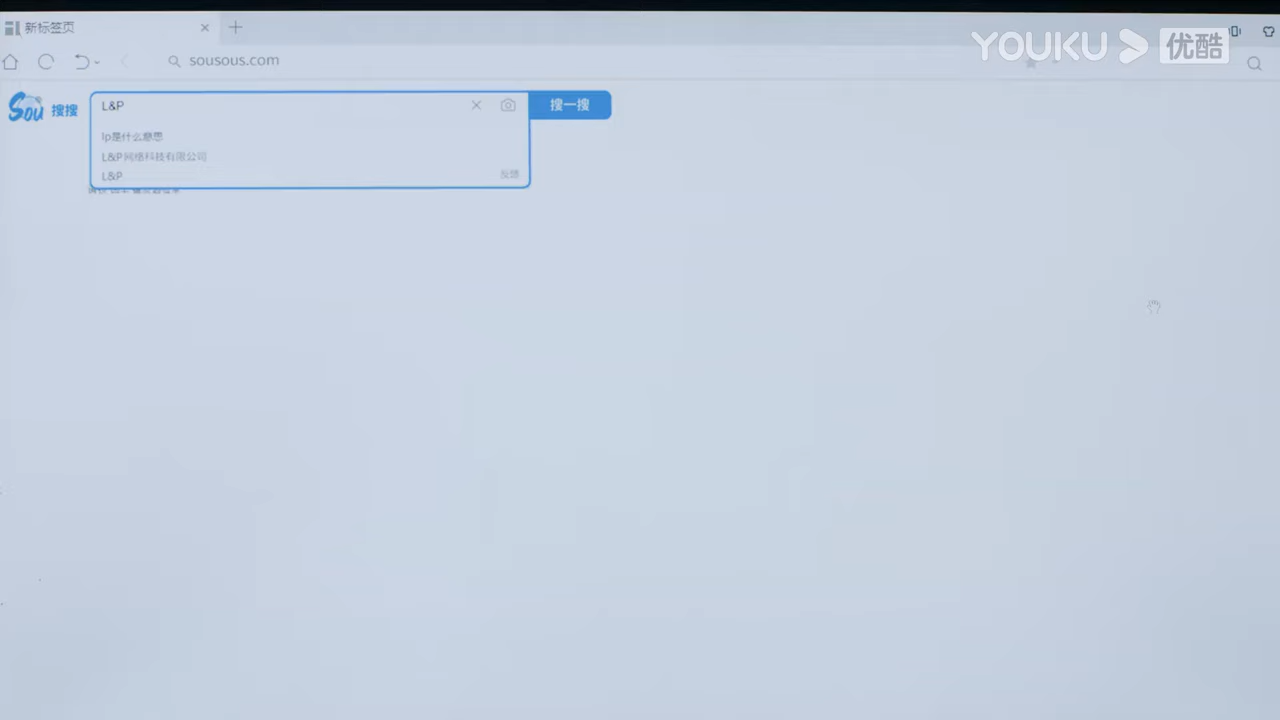 新标签页
YOUKU 优酷
sousous.com
Sou 搜搜
L&P
搜一搜
lp是什么意思
L&P网络科技有限公司
L&P
反馈